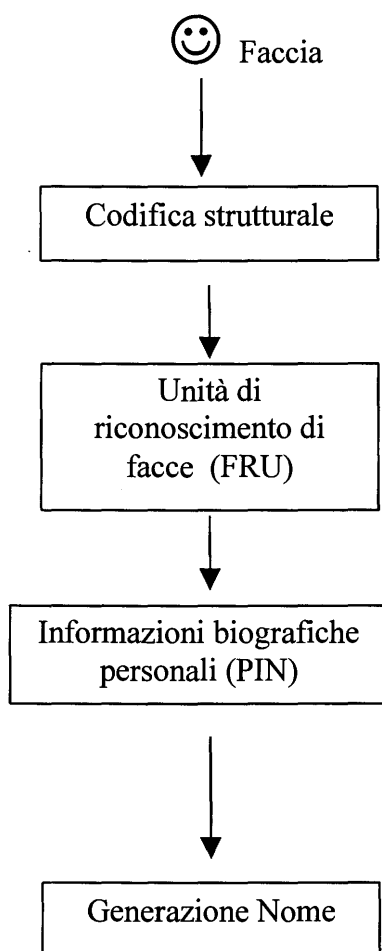 Faccia
Codifica strutturale
Unità di
riconoscimento di
facce (FRU)
Informazioni biografiche
personali (PIN)
Generazione Nome